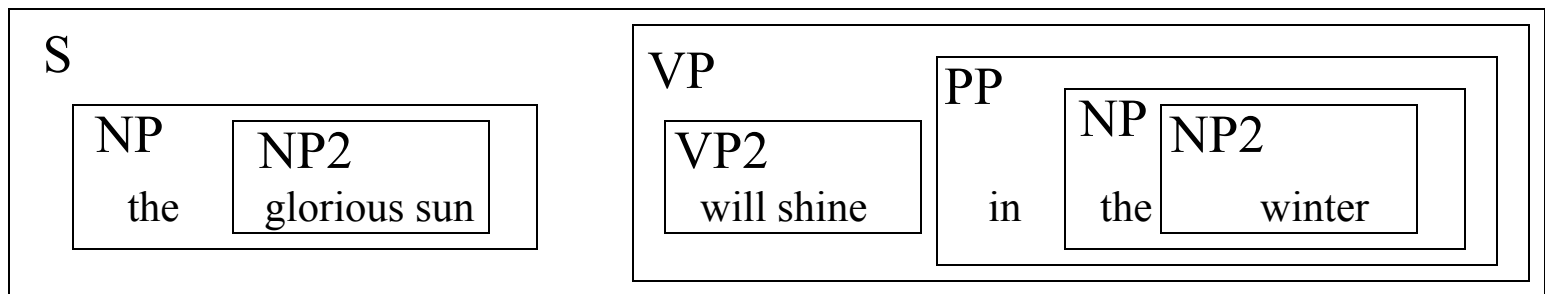 S
VP
PP
NP NP2
NP NP2
VP2
the glorious sun will shine in the winter